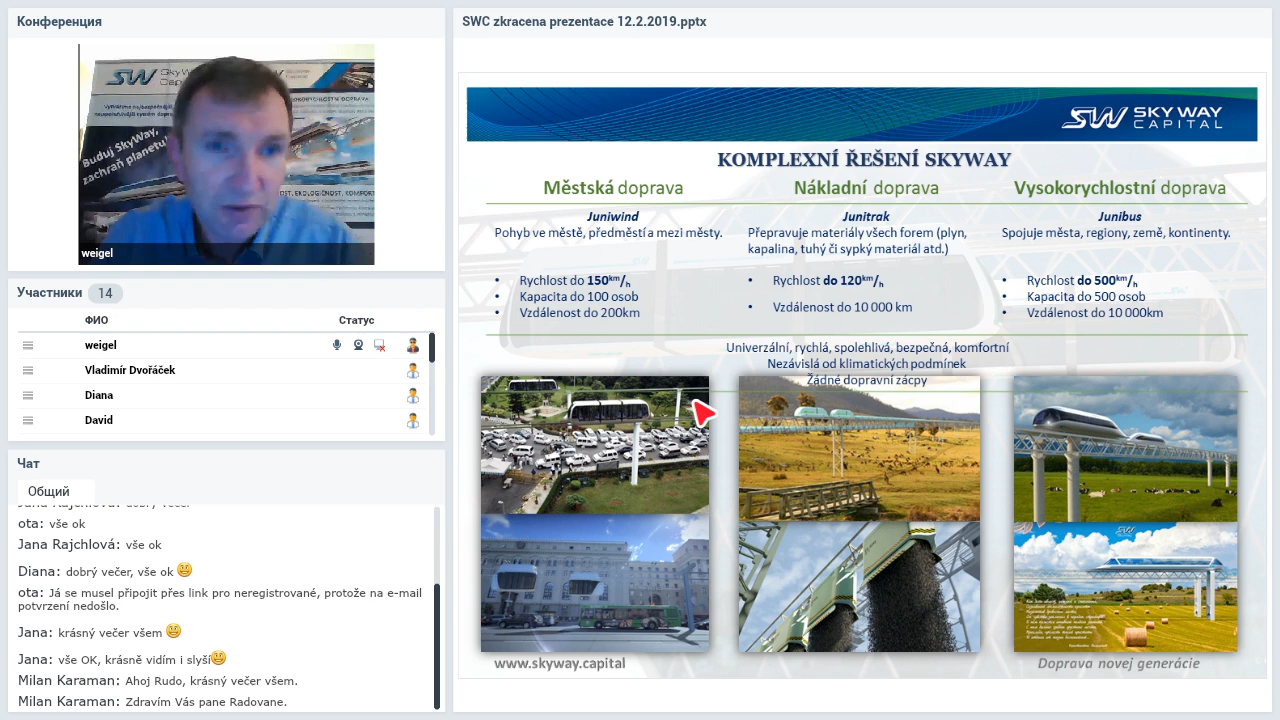 Конференция
SKY WAY
Buduj SkyWay,
zachraň planetu
weigel
Участники 14
ФИО Статус
weigel
Vladimír Dvořáček
Diana
David
Чат
Общий
ota: vše ok
Jana Rajchlová: vše ok
Diana: dobrý večer, vše ok
ota: Já se musel připojít přes link pro neregistrované, protože na e-mail
potvrzení nedošlo.
Jana: krásný večer všem
Jana: vše OK, krásně vidím i slyší
Milan Karaman: Ahoj Rudo, krásný večer všem.
Milan Karaman: Zdravím Vás pane Radovane.
SWC zkracena prezentace 12.2.2019.pptx
SW SKY WAY
CAPITAL
KOMPLEXNÍ ŘEŠENÍ SKYWAY
Městská doprava
Juniwind
Pohyb ve městě, předměstí a mezi městy.
• Rychlost do 150km/h
• Kapacita do 100 osob
• Vzdálenost do 200km
Nákladní doprava
Junitrak
Přepravuje materiály všech forem (plyn,
kapalina, tuhý či sypký materiál atd.)
• Rychlost do 120km/h
• Vzdálenost do 10 000 km
Vysokorychlostní doprava
Junibus
Spojuje města, regiony, země, kontinenty.
• Rychlost do 500km/h
• Kapacita do 500 osob
• Vzdálenost do 10 000km
Univerzální, rychlá, spolehlivá, bezpečná, komfortní
Nezávislá od klimatických podmínek
Žádné dopravní zácpy
www.skyway.capital
Doprava novej generácie